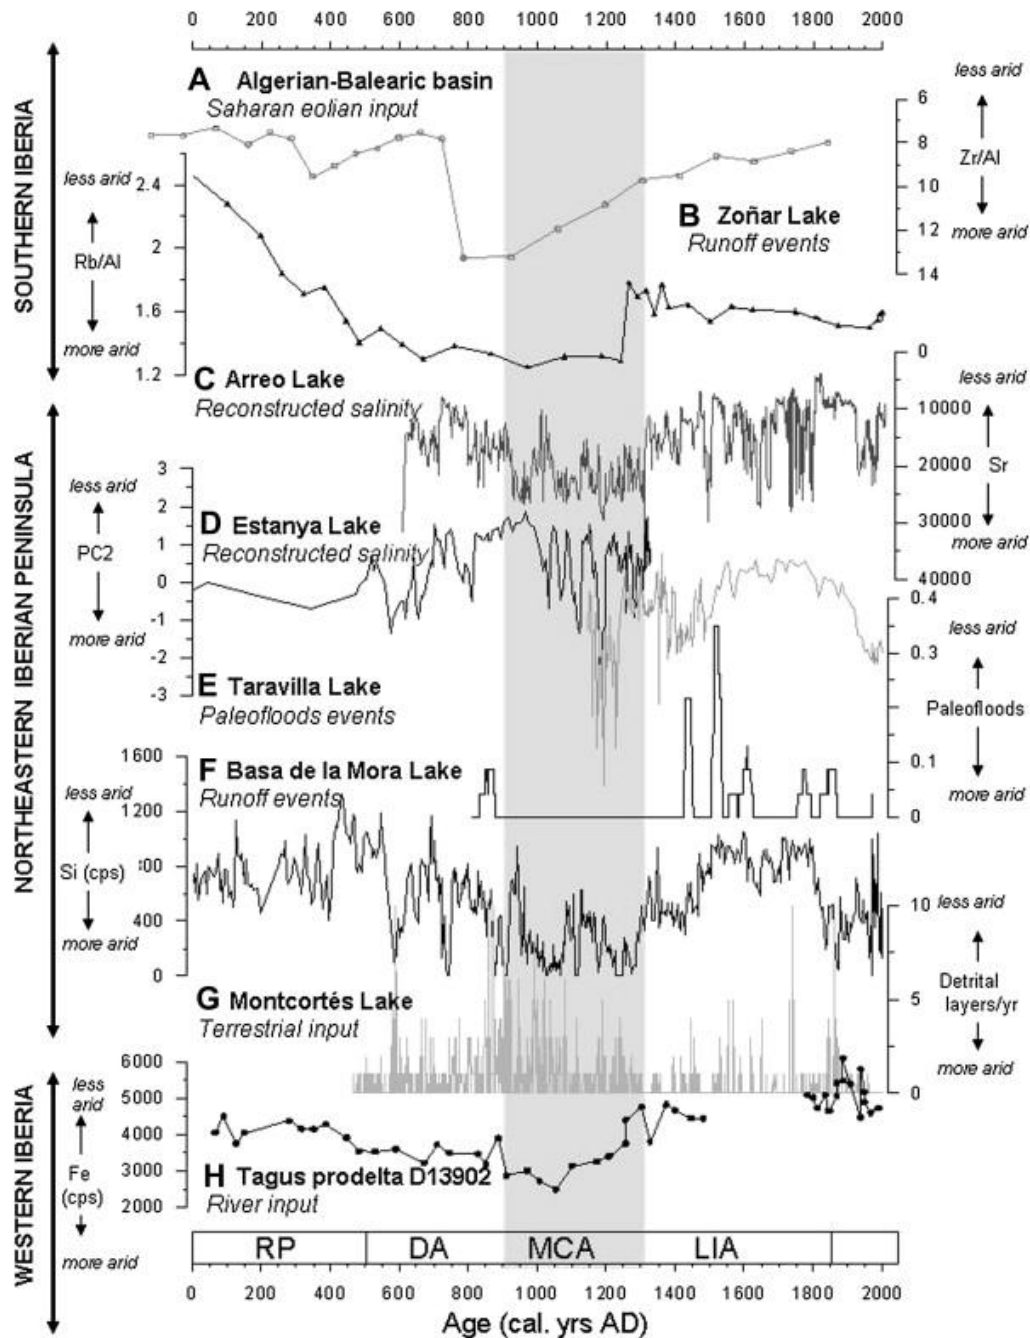 0 200 400 600 800 1000 1200 1400 1600 1800 2000
SOUTHERN IBERIA
A Algerian-Balearic basin
Saharan eolian input
less arid
6
8
10
12
14
Zr/Al
more arid
less arid
Rb/Al
more arid
2.4
2
1.6
1.2
B Zoñar Lake
Runoff events
NORTHEASTERN IBERIAN PENINSULA
C Arreo Lake
Reconstructed salinity
0
10000
20000
30000
40000
less arid
Sr
more arid
less arid
PC2
more arid
3
2
1
0
-1
-2
-3
D Estanya Lake
Reconstructed salinity
E Taravilla Lake
Paleofloods events
0.4
0.3
0.1
0
less arid
Paleofloods
more arid
1600
1200
800
400
0
less arid
Si (cps)
more arid
F Basa de la Mora Lake
Runoff events
G Montcortés Lake
Terrestrial input
10
5
0
less arid
Detrital
layers/yr
more arid
WESTERN IBERIA
6000
5000
4000
3000
2000
less
arid
Fe
(cps)
more arid
H Tagus prodelta D13902
River input
RP DA MCA LIA
0 200 400 600 800 1000 1200 1400 1600 1800 2000
Age (cal. yrs AD)